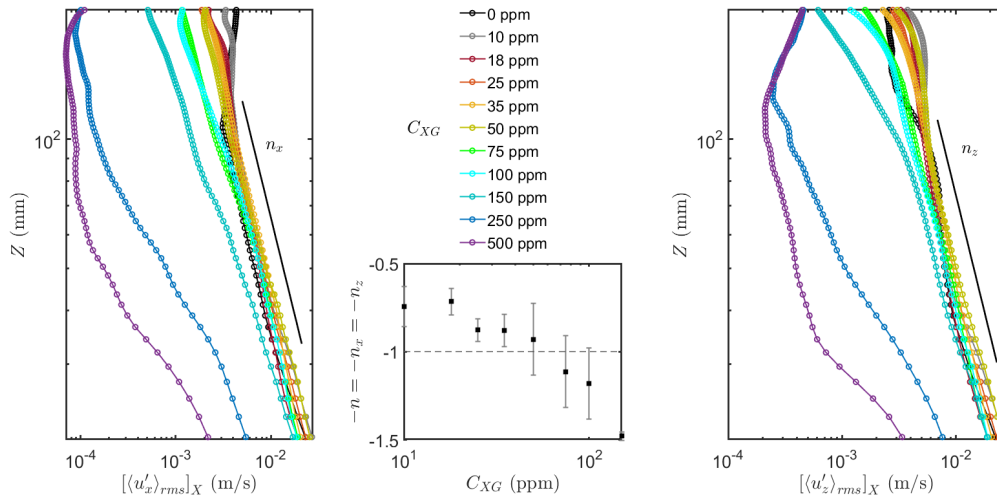 10^2
Z (mm)
n_x
10^-4
10^-3
10^-2
[⟨u'_x⟩_rms]_X (m/s)
C_XG
0 ppm
10 ppm
18 ppm
25 ppm
35 ppm
50 ppm
75 ppm
100 ppm
150 ppm
250 ppm
500 ppm
-0.5
-1
-1.5
-n = -n_x = -n_z
10^1
10^2
C_XG (ppm)
10^2
Z (mm)
n_z
10^-4
10^-3
10^-2
[⟨u'_z⟩_rms]_X (m/s)